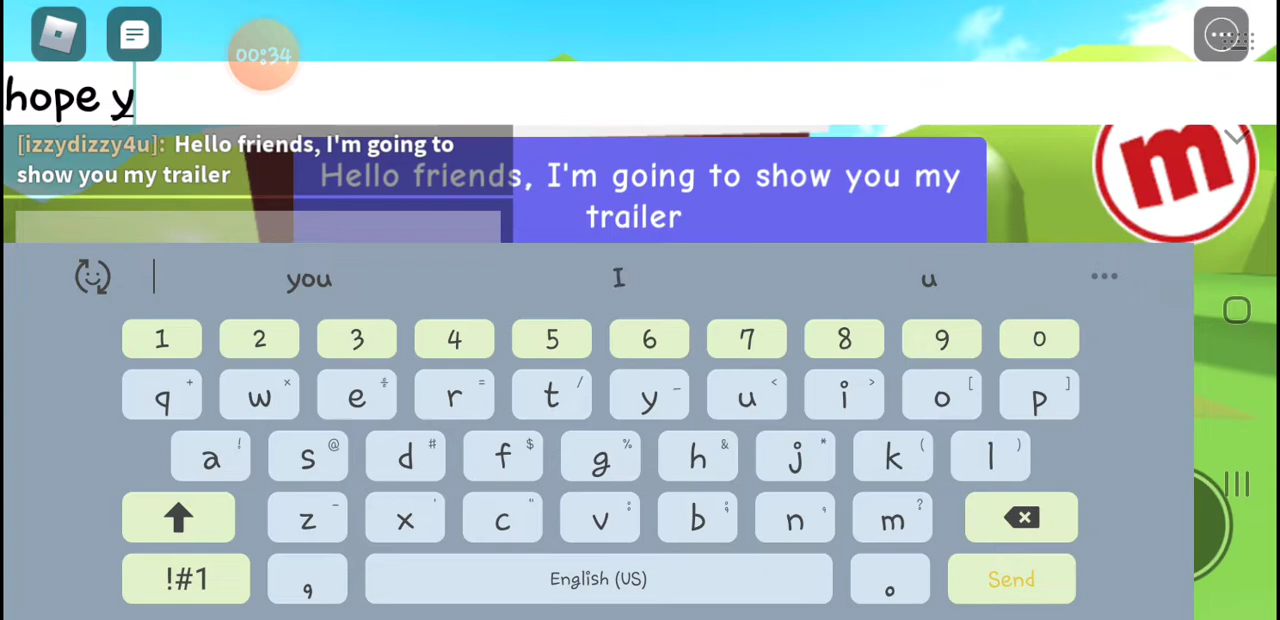 00:34
hope y
[izzydizzy4u]: Hello friends, I'm going to
show you my trailer
Hello friends, I'm going to show you my
trailer
m
you I u
1 2 3 4 5 6 7 8 9 0
q + w × e ÷ r = t / y _ u < i > o [ p ]
a ! s @ d # f $ g % h & j * k ( l )
z - x ' c " v : b ; n , m ?
!#1 , English (US) . Send